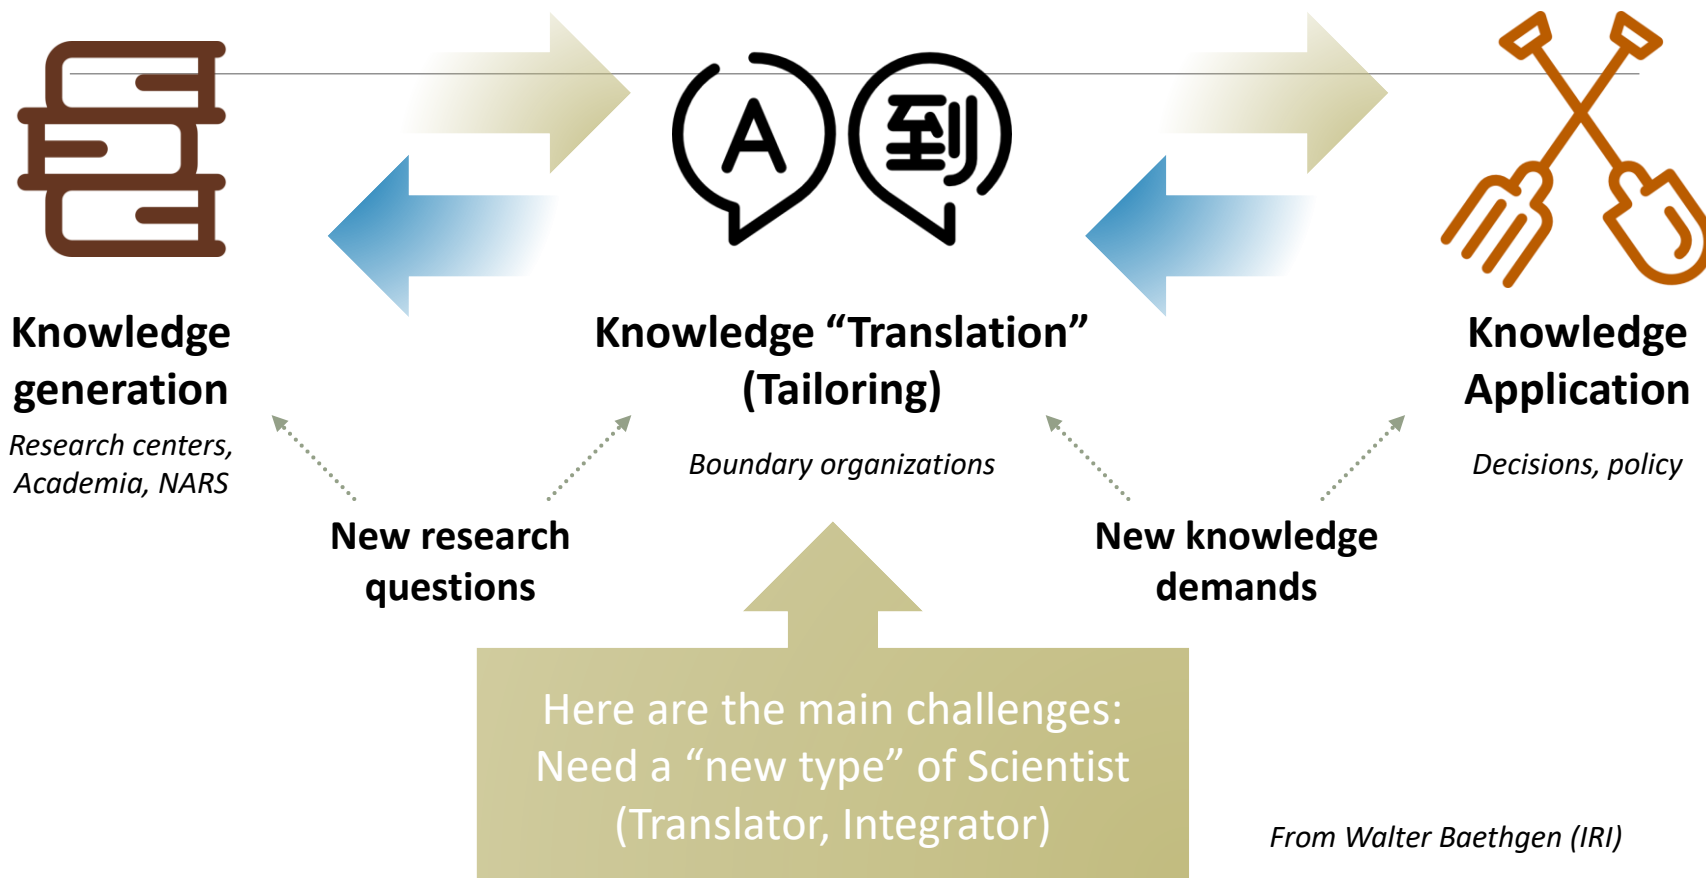 A 到
Knowledge
generation
Research centers,
Academia, NARS
Knowledge “Translation”
(Tailoring)
Boundary organizations
Knowledge
Application
Decisions, policy
New research
questions
New knowledge
demands
Here are the main challenges:
Need a “new type” of Scientist
(Translator, Integrator)
From Walter Baethgen (IRI)